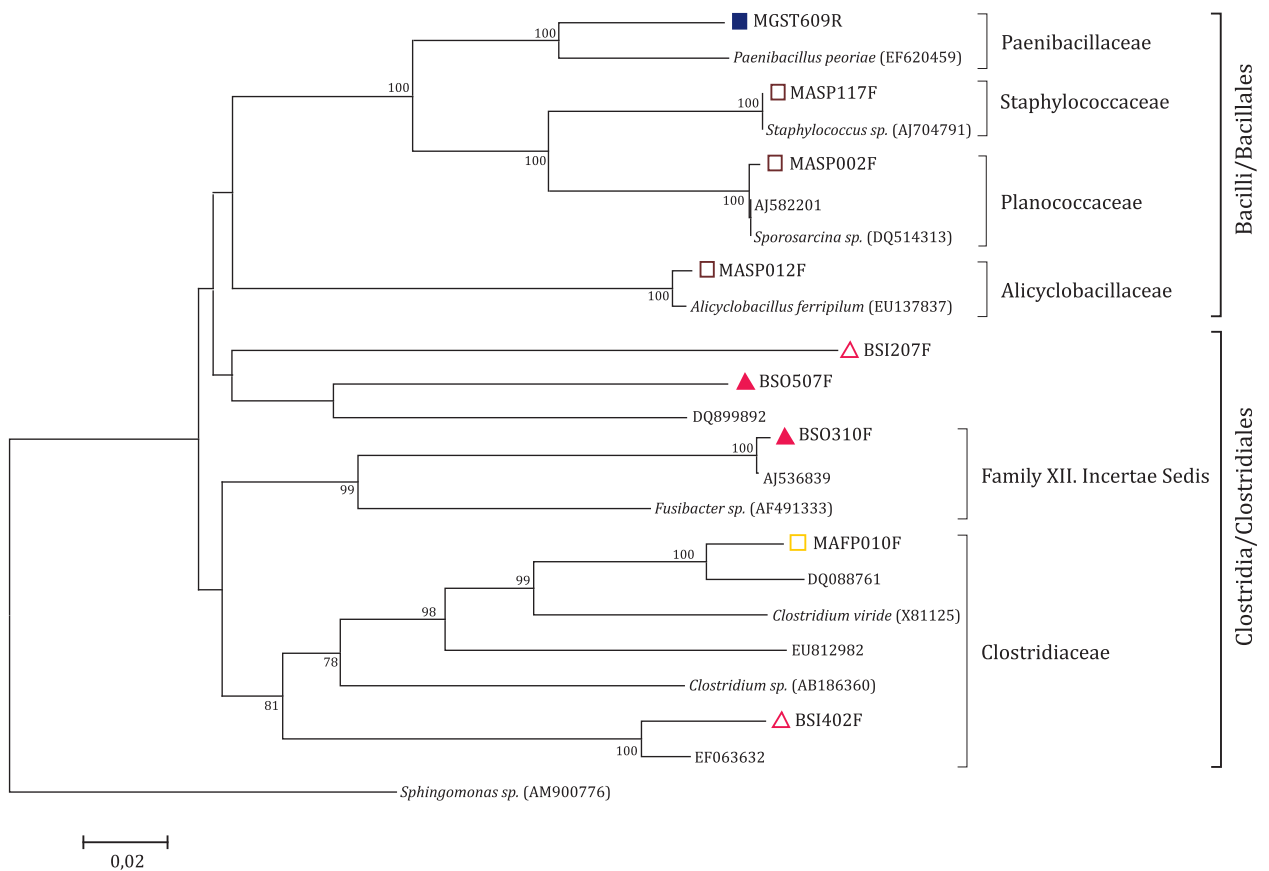 100
MGST609R
Paenibacillus peoriae (EF620459)
Paenibacillaceae
100
100
MASP117F
Staphylococcus sp. (AJ704791)
Staphylococcaceae
100
100
MASP002F
AJ582201
Sporosarcina sp. (DQ514313)
Planococcaceae
100
MASP012F
Alicyclobacillus ferripilum (EU137837)
Alicyclobacillaceae
Bacilli/Bacillales
BSI207F
BSO507F
DQ899892
100
BSO310F
AJ536839
99
Fusibacter sp. (AF491333)
Family XII. Incertae Sedis
100
MAFP010F
DQ088761
99
Clostridium viride (X81125)
98
EU812982
78
Clostridium sp. (AB186360)
81
BSI402F
100
EF063632
Clostridiaceae
Clostridia/Clostridiales
Sphingomonas sp. (AM900776)
0,02